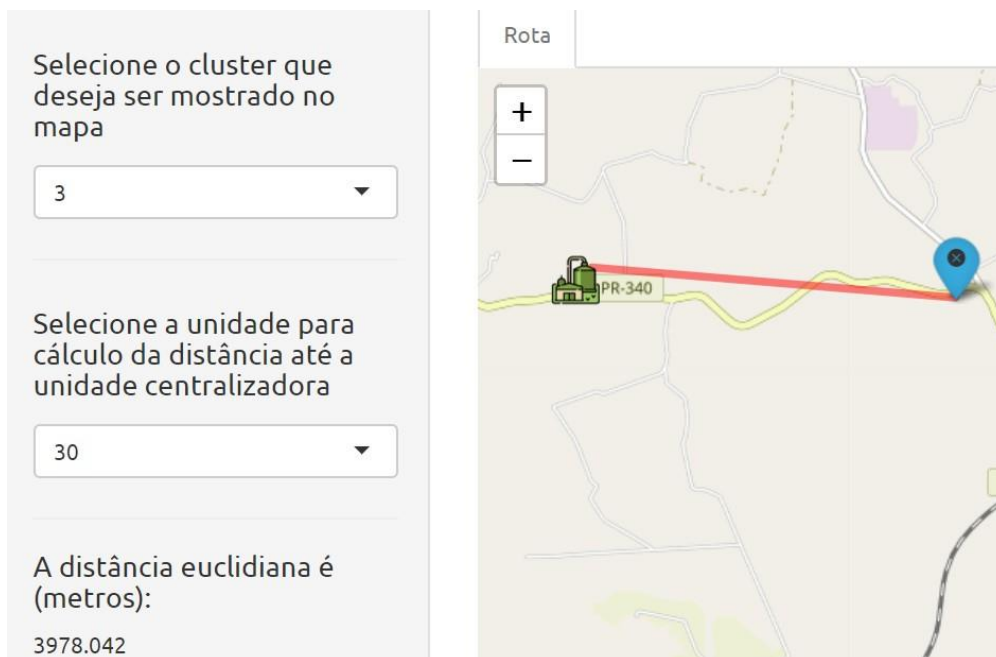 Selecione o cluster que
deseja ser mostrado no
mapa
3
Selecione a unidade para
cálculo da distância até a
unidade centralizadora
30
A distância euclidiana é
(metros):
3978.042
Rota
+
−
PR-340